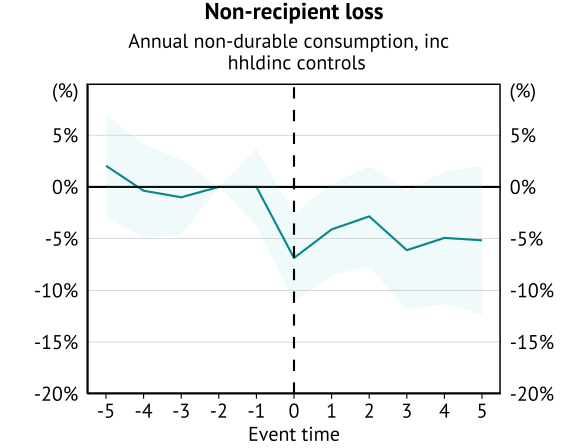 Non-recipient loss
Annual non-durable consumption, inc
hhldinc controls
(%) (%)
5% 5%
0% 0%
-5% -5%
-10% -10%
-15% -15%
-20% -20%
-5 -4 -3 -2 -1 0 1 2 3 4 5
Event time